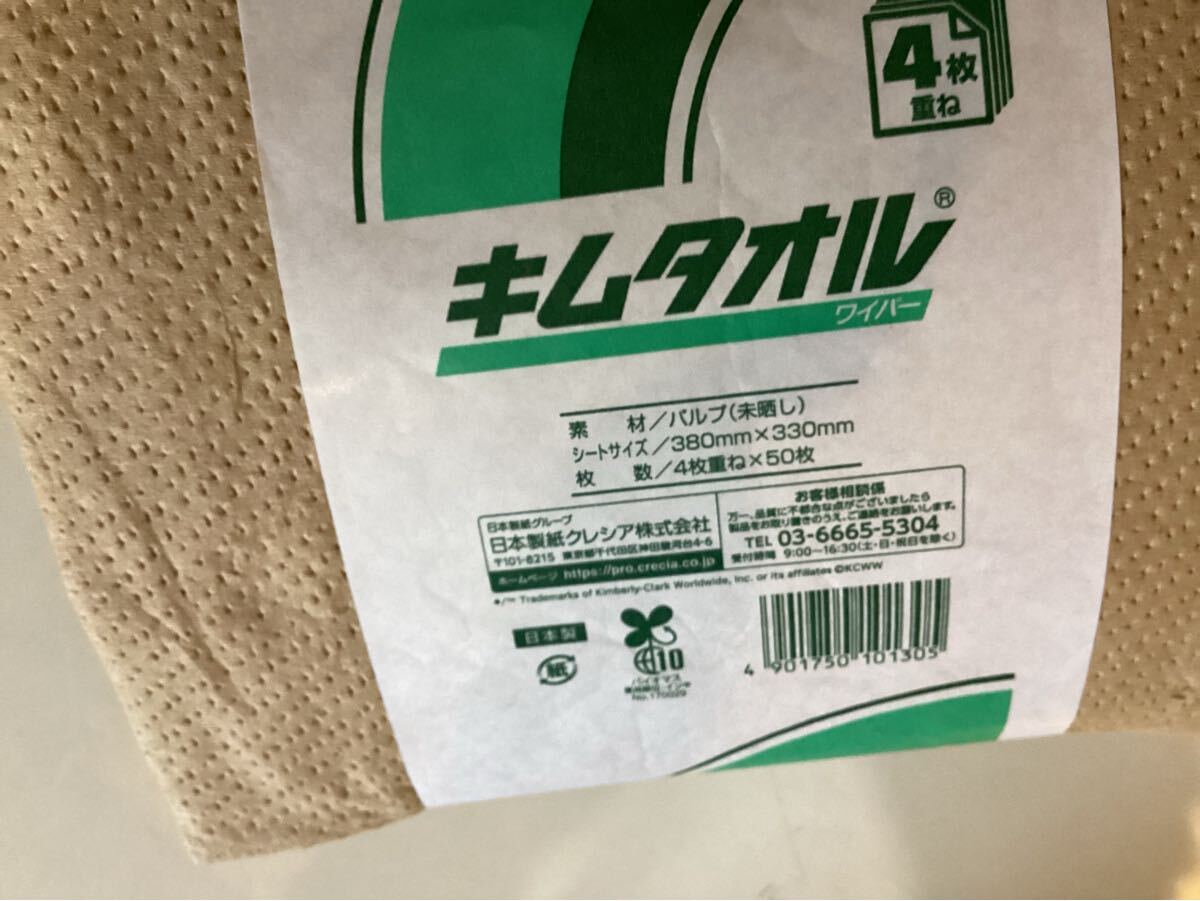 4枚
重ね
キムタオル®
ワイパー
素 材/パルプ(未晒し)
シートサイズ/380mm×330mm
枚 数/4枚重ね×50枚
日本製紙グループ
日本製紙クレシア株式会社
〒101-8215 東京都千代田区神田駿河台4-6
ホームページ https://pro.crecia.co.jp
お客様相談係
万一、品質に不都合な点がございましたら
製品をお取り置きのうえ、ご連絡をお願いします。
TEL 03-6665-5304
受付時間 9:00~16:30(土・日・祝日を除く)
●/™ Trademarks of Kimberly-Clark Worldwide, Inc. or its affiliates ©KCWW
日本製
紙
10
バイオマス
No.170029
4 901750 101305